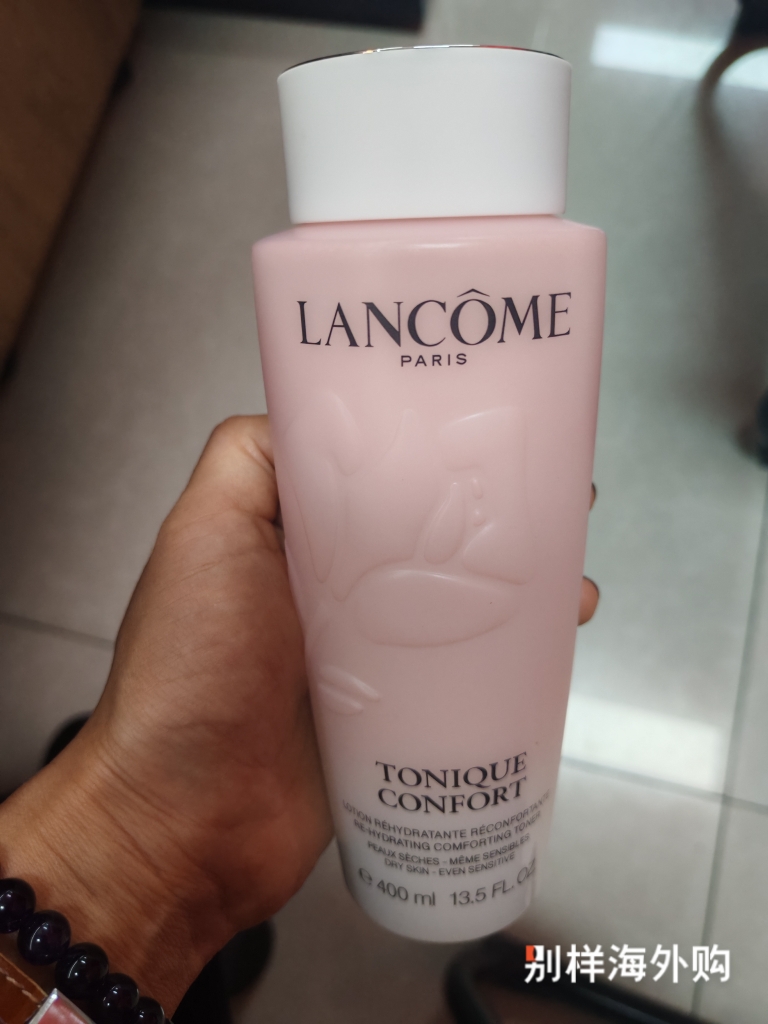 LANCÔME
PARIS
TONIQUE
CONFORT
LOTION RÉHYDRATANTE RÉCONFORTANTE
RE-HYDRATING COMFORTING TONER
PEAUX SÈCHES - MÊME SENSIBLES
DRY SKIN - EVEN SENSITIVE
℮ 400 ml 13.5 FL. OZ
别样海外购